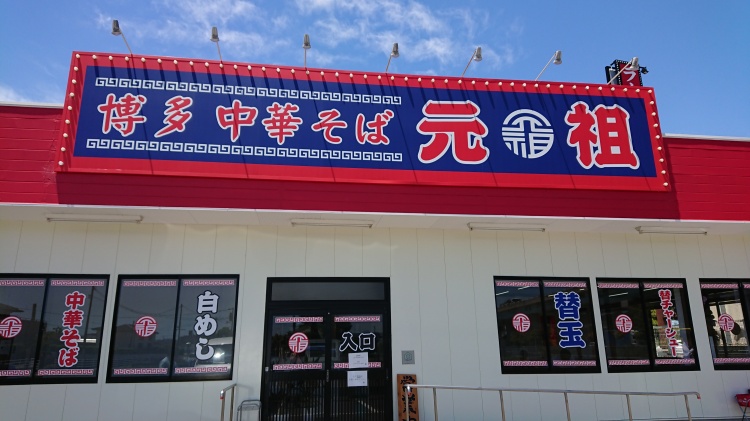 博多 中華そば 元祖
中華そば
白めし
入口
替玉
替チャーシュー